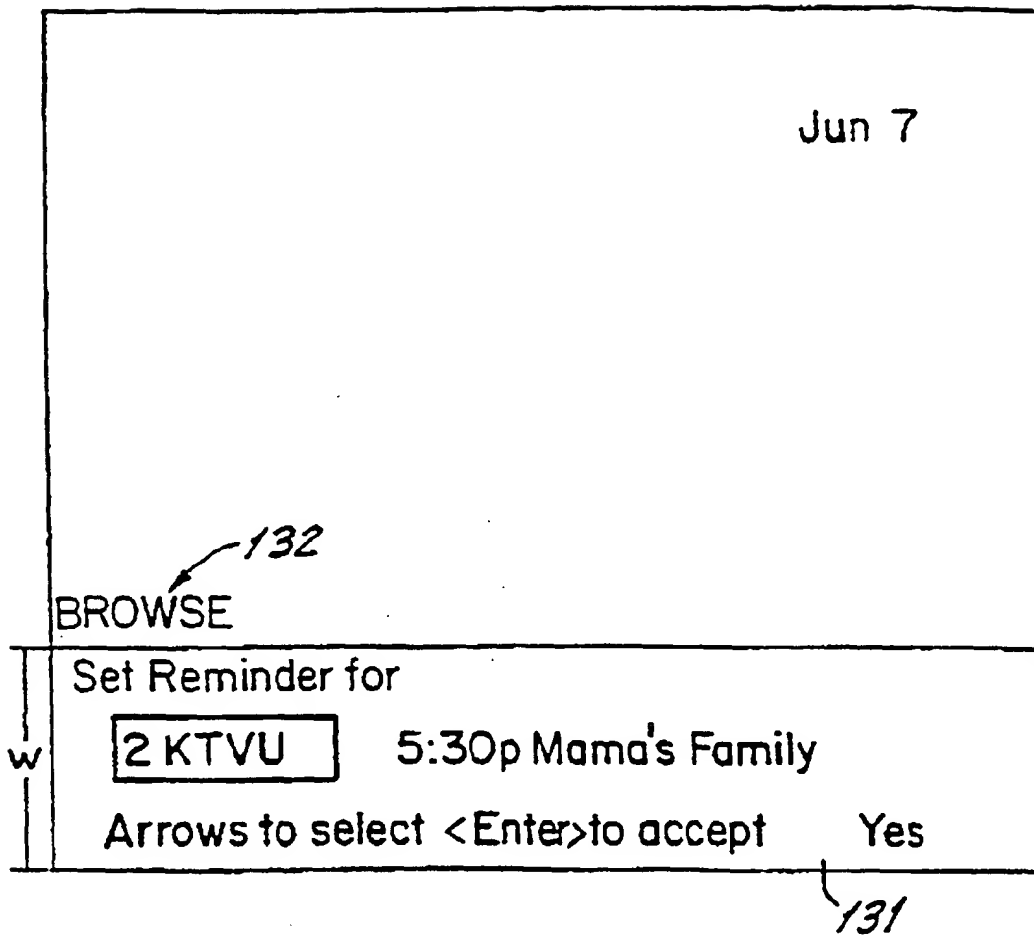 Jun 7
132
BROWSE
Set Reminder for
2 KTVU 5:30p Mama's Family
W
Arrows to select <Enter>to accept Yes
131